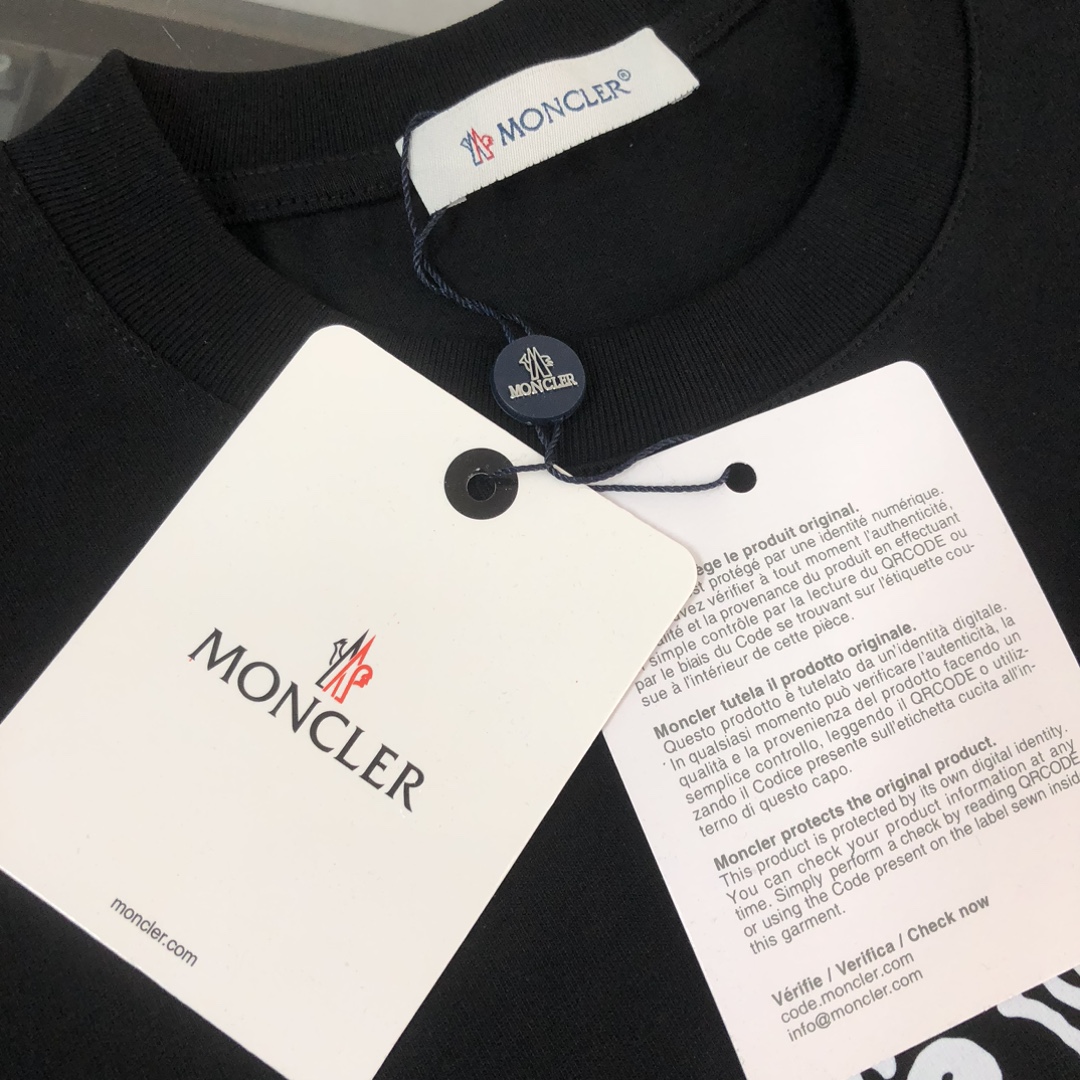 MONCLER®
MONCLER
MONCLER
moncler.com
le produit original.
protégé par une identité numérique.
vérifier à tout moment l'authenticité,
et la provenance du produit en effectuant
simple contrôle par la lecture du QRCODE ou
par le biais du Code se trouvant sur l'étiquette cou-
sue à l'intérieur de cette pièce.
Moncler tutela il prodotto originale.
Questo prodotto è tutelato da un'identità digitale.
In qualsiasi momento può verificare l'autenticità, la
qualità e la provenienza del prodotto facendo un
semplice controllo, leggendo il QRCODE o utiliz-
zando il Codice presente sull'etichetta cucita all'in-
terno di questo capo.
Moncler protects the original product.
This product is protected by its own digital identity.
You can check your product information at any
time. Simply perform a check by reading QRCODE
or using the Code present on the label sewn insid
this garment.
Vérifie / Verifica / Check now
code.moncler.com
info@moncler.com